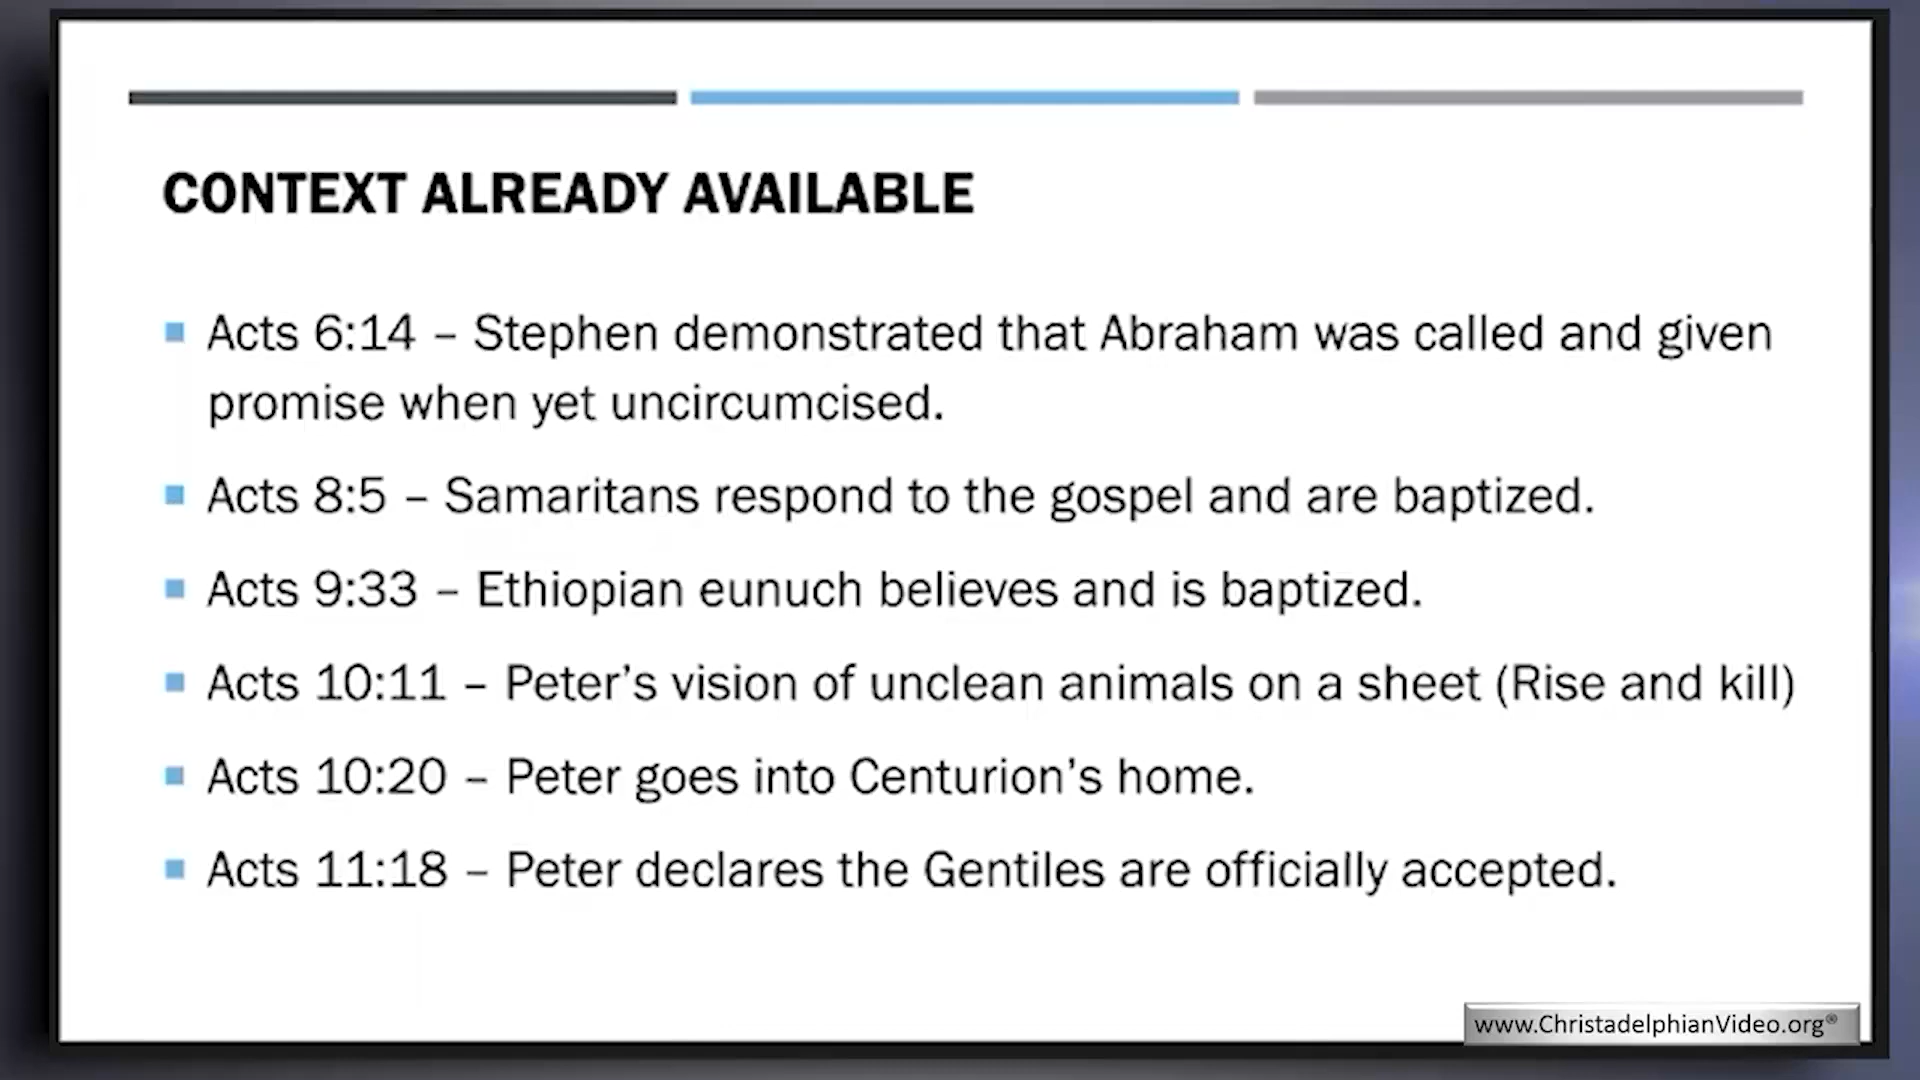 CONTEXT ALREADY AVAILABLE
Acts 6:14 – Stephen demonstrated that Abraham was called and given
promise when yet uncircumcised.
Acts 8:5 – Samaritans respond to the gospel and are baptized.
Acts 9:33 – Ethiopian eunuch believes and is baptized.
Acts 10:11 – Peter’s vision of unclean animals on a sheet (Rise and kill)
Acts 10:20 – Peter goes into Centurion’s home.
Acts 11:18 – Peter declares the Gentiles are officially accepted.
www.ChristadelphianVideo.org®